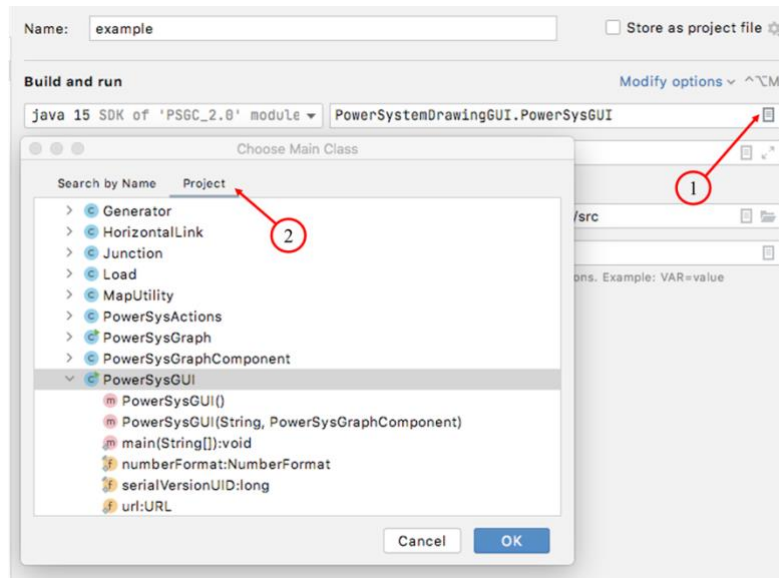 Name: example Store as project file
Build and run Modify options ⌃⌥M
java 15 SDK of 'PSGC_2.0' module PowerSystemDrawingGUI.PowerSysGUI
Choose Main Class
1
Search by Name Project
2
Generator
/src
HorizontalLink
Junction
Load
ons. Example: VAR=value
MapUtility
PowerSysActions
PowerSysGraph
PowerSysGraphComponent
PowerSysGUI
PowerSysGUI()
PowerSysGUI(String, PowerSysGraphComponent)
main(String[]):void
numberFormat:NumberFormat
serialVersionUID:long
url:URL
Cancel OK